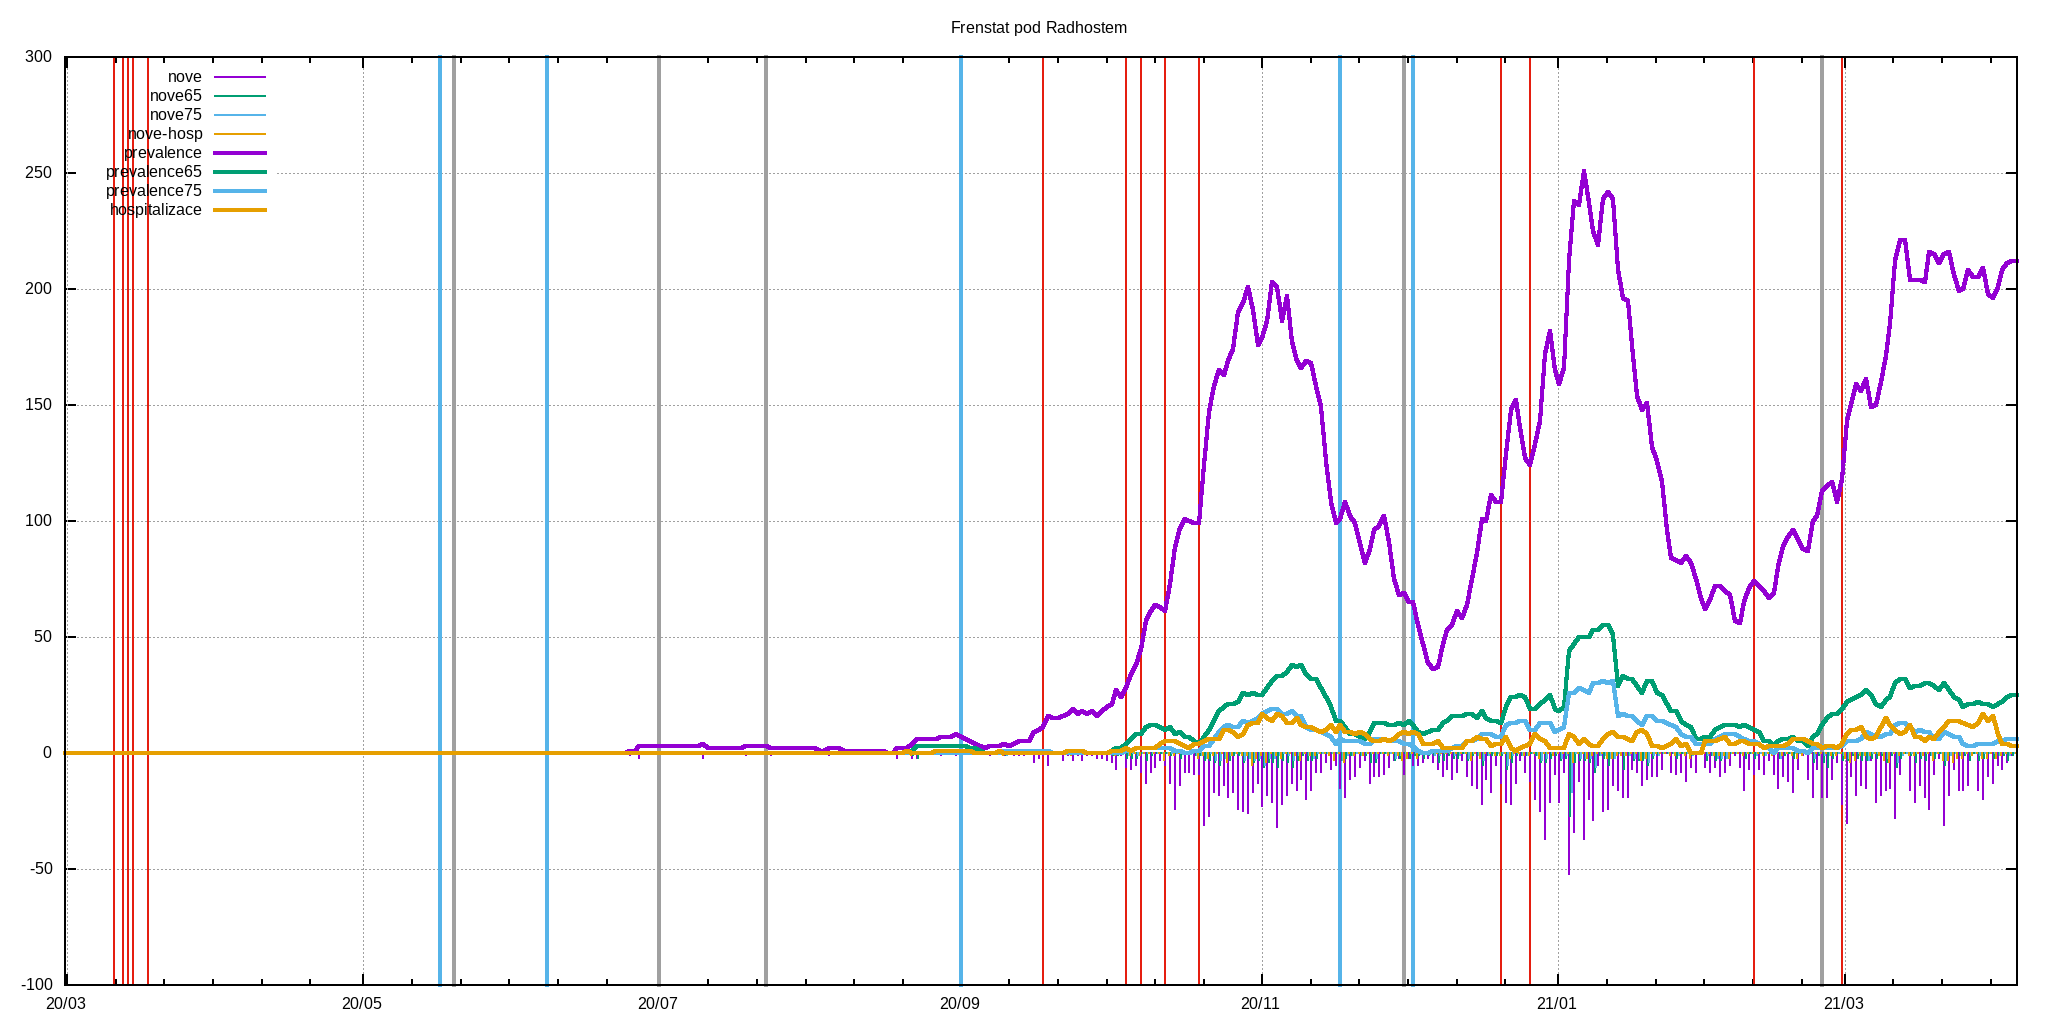 Frenstat pod Radhostem
300
250
200
150
100
50
0
-50
-100
nove
nove65
nove75
nove-hosp
prevalence
prevalence65
prevalence75
hospitalizace
20/03 20/05 20/07 20/09 20/11 21/01 21/03